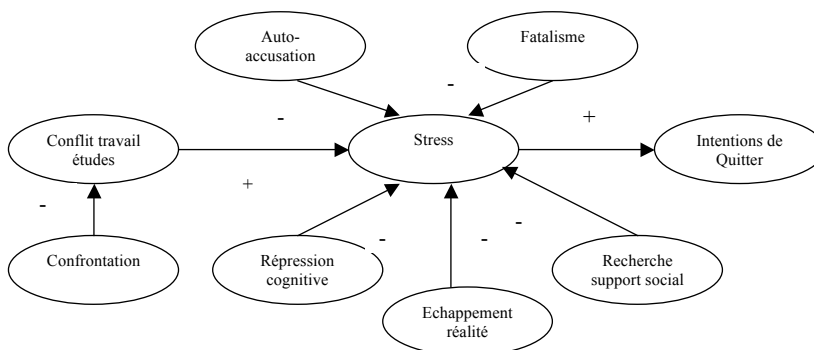 Auto-
accusation
Fatalisme
-
-
+
Conflit travail
études
Stress
Intentions de
Quitter
+
-
-
-
-
Confrontation
Répression
cognitive
Recherche
support social
Echappement
réalité